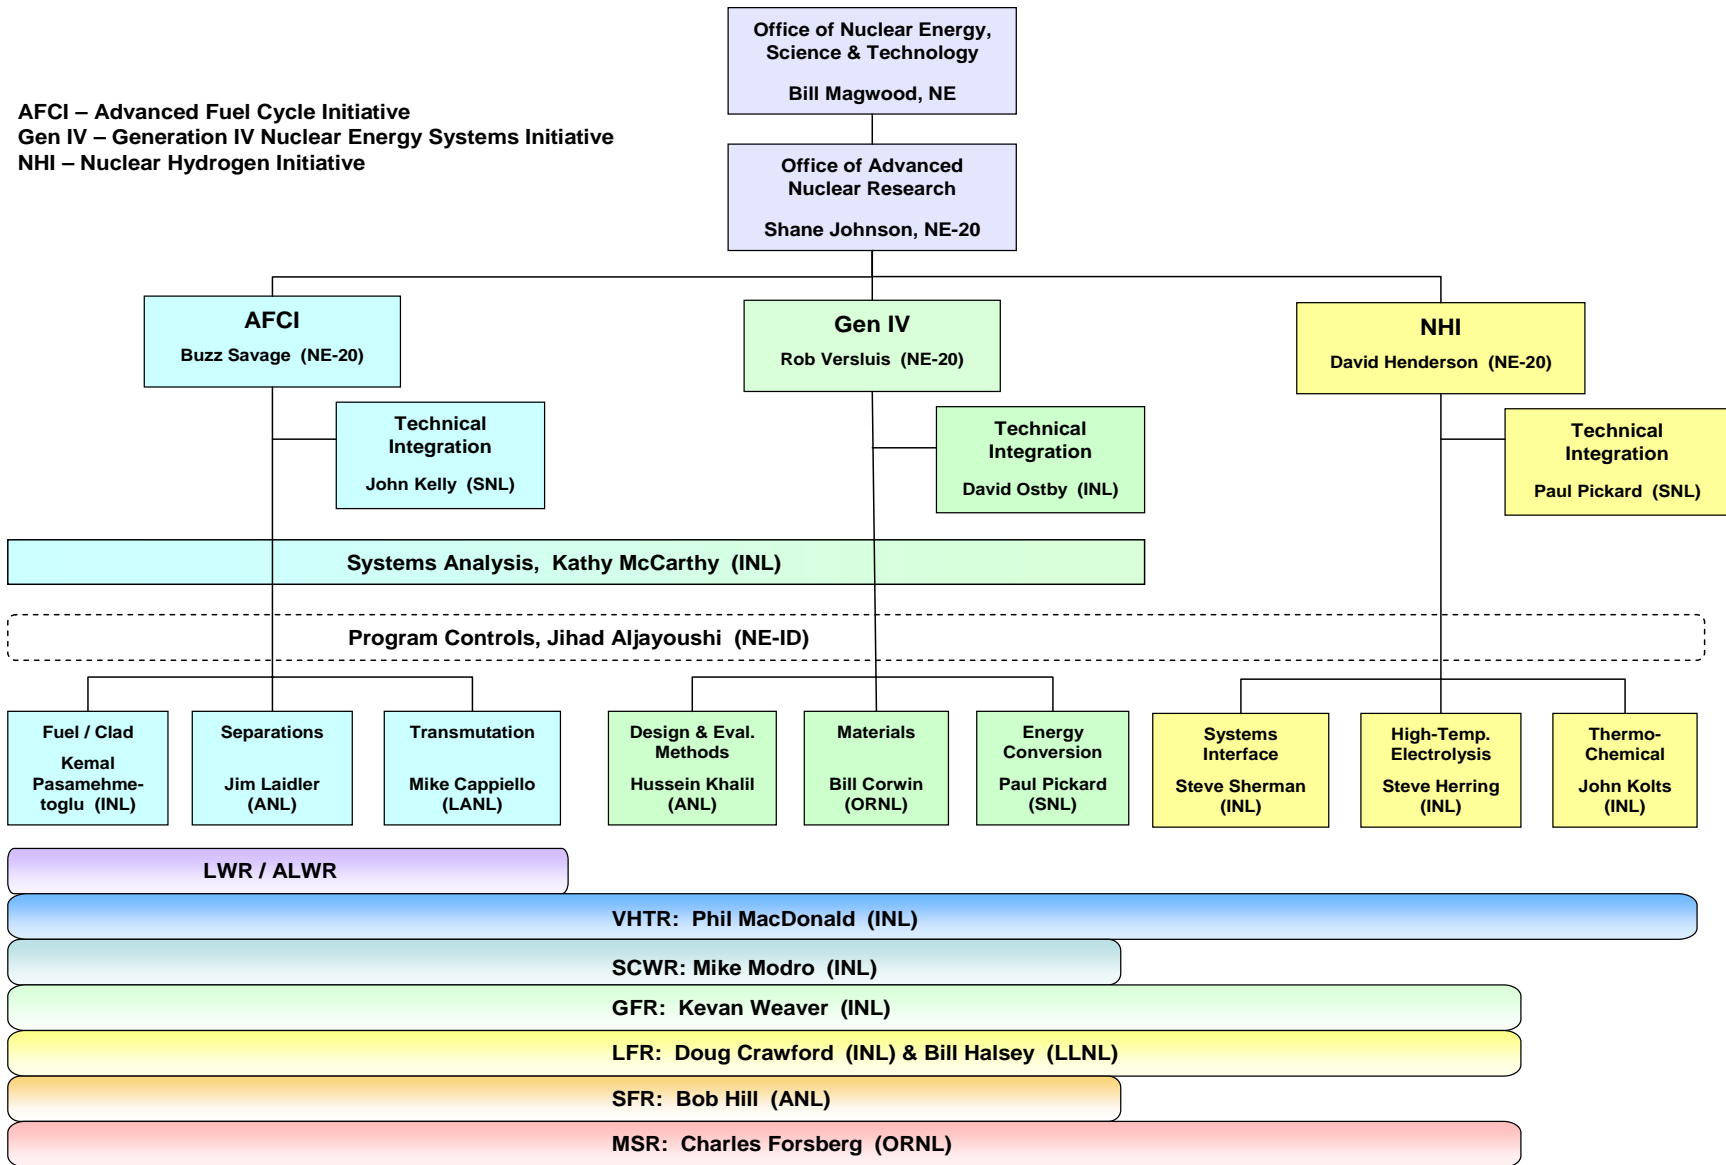 Office of Nuclear Energy,
Science & Technology
Bill Magwood, NE
AFCI – Advanced Fuel Cycle Initiative
Gen IV – Generation IV Nuclear Energy Systems Initiative
NHI – Nuclear Hydrogen Initiative
Office of Advanced
Nuclear Research
Shane Johnson, NE-20
AFCI
Buzz Savage (NE-20)
Gen IV
Rob Versluis (NE-20)
NHI
David Henderson (NE-20)
Technical
Integration
John Kelly (SNL)
Technical
Integration
David Ostby (INL)
Technical
Integration
Paul Pickard (SNL)
Systems Analysis, Kathy McCarthy (INL)
Program Controls, Jihad Aljayoushi (NE-ID)
Fuel / Clad
Kemal
Pasamehme-
toglu (INL)
Separations
Jim Laidler
(ANL)
Transmutation
Mike Cappiello
(LANL)
Design & Eval.
Methods
Hussein Khalil
(ANL)
Materials
Bill Corwin
(ORNL)
Energy
Conversion
Paul Pickard
(SNL)
Systems
Interface
Steve Sherman
(INL)
High-Temp.
Electrolysis
Steve Herring
(INL)
Thermo-
Chemical
John Kolts
(INL)
LWR / ALWR
VHTR: Phil MacDonald (INL)
SCWR: Mike Modro (INL)
GFR: Kevan Weaver (INL)
LFR: Doug Crawford (INL) & Bill Halsey (LLNL)
SFR: Bob Hill (ANL)
MSR: Charles Forsberg (ORNL)